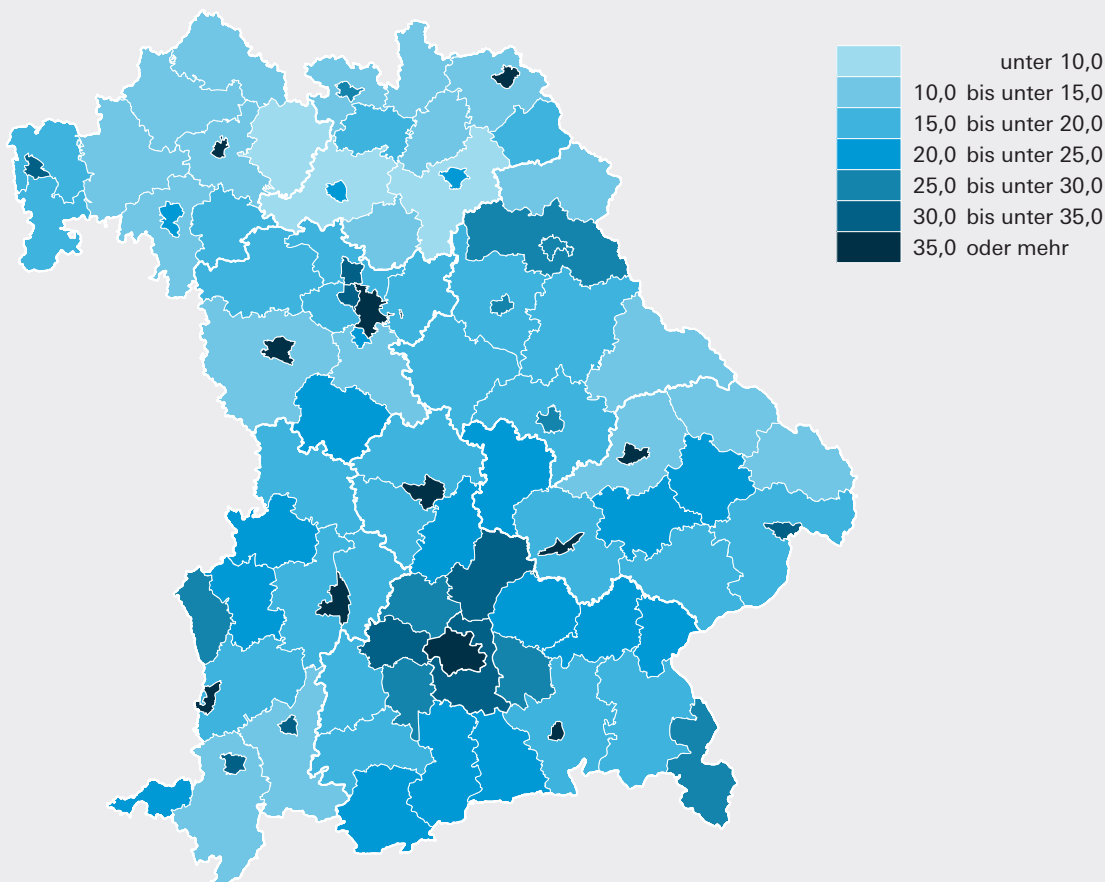 unter 10,0
10,0 bis unter 15,0
15,0 bis unter 20,0
20,0 bis unter 25,0
25,0 bis unter 30,0
30,0 bis unter 35,0
35,0 oder mehr